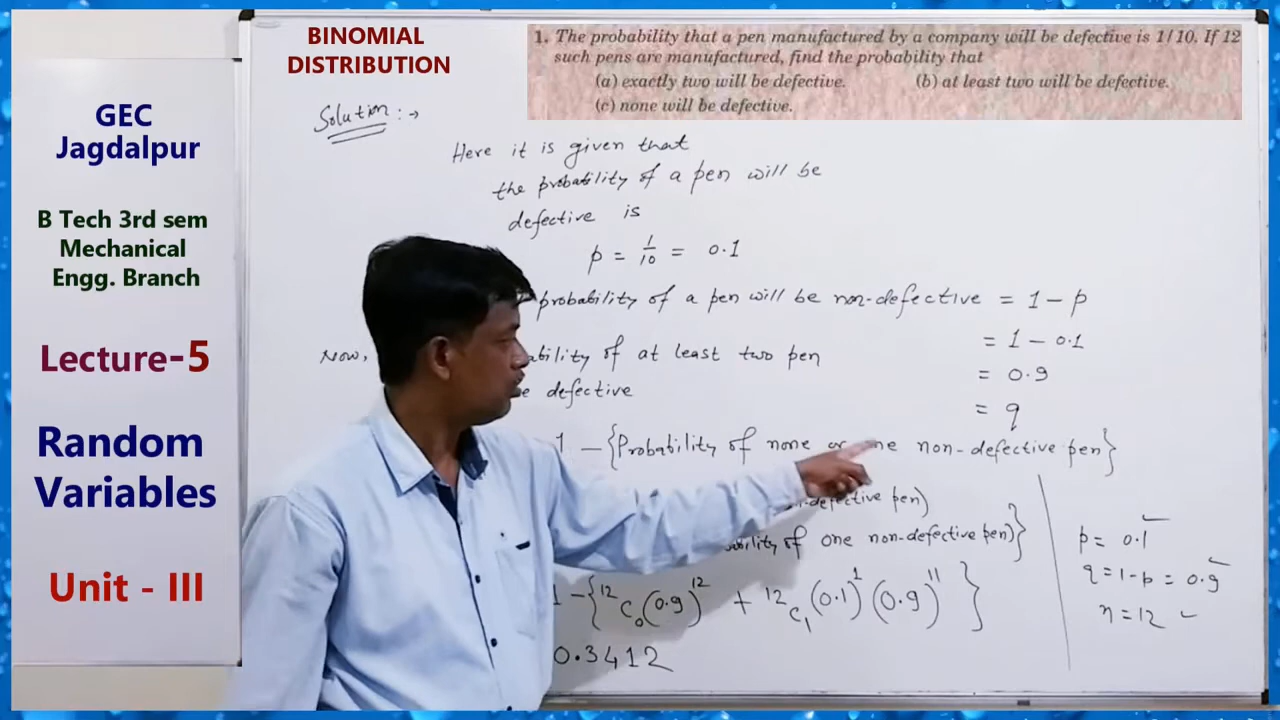 BINOMIAL
DISTRIBUTION
1. The probability that a pen manufactured by a company will be defective is 1/10. If 12
such pens are manufactured, find the probability that
(a) exactly two will be defective. (b) at least two will be defective.
(c) none will be defective.
GEC
Jagdalpur
B Tech 3rd sem
Mechanical
Engg. Branch
Lecture-5
Random
Variables
Unit - III
Solution :→
Here it is given that
the probability of a pen will be
defective is
p = 1/10 = 0.1
probability of a pen will be non-defective = 1 - p
= 1 - 0.1
= 0.9
= q
Now, of at least two pen
defective
1 - {Probability of none or non-defective pen}
pen)
of one non-defective pen)}
1 - {¹²C₀(0.9)¹² + ¹²C₁(0.1)¹(0.9)¹¹}
0.3412
p = 0.1
q = 1-p = 0.9
n = 12